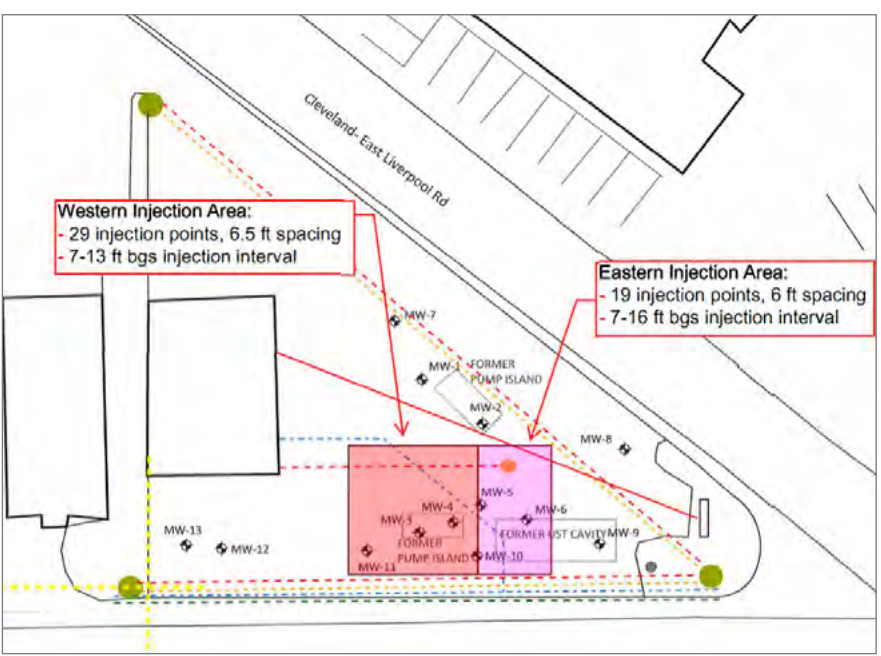 Cleveland- East Liverpool Rd
Western Injection Area:
- 29 injection points, 6.5 ft spacing
- 7-13 ft bgs injection interval
Eastern Injection Area:
- 19 injection points, 6 ft spacing
- 7-16 ft bgs injection interval
MW-7
MW-1
FORMER
PUMP ISLAND
MW-2
MW-8
MW-5
MW-4
MW-6
MW-3
FORMER
PUMP ISLAND
FORMER UST CAVITY
MW-9
MW-13
MW-12
MW-11
MW-10